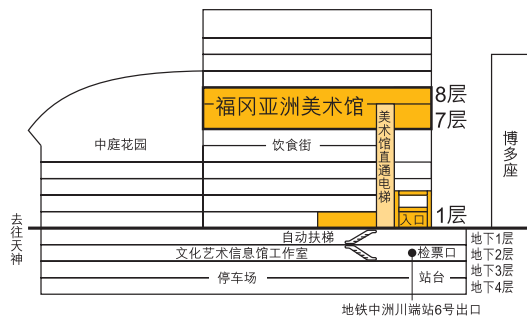 福冈亚洲美术馆
8层
7层
美术馆直通电梯
中庭花园
饮食街
博多座
入口
1层
去往天神
自动扶梯
地下1层
文化艺术信息馆工作室
检票口
地下2层
停车场
站台
地下3层
地下4层
地铁中洲川端站6号出口